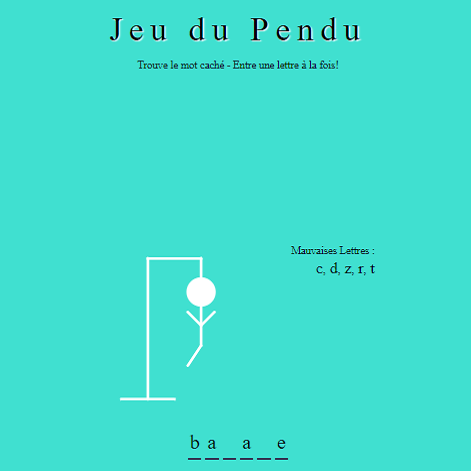 Jeu du Pendu
Trouve le mot caché - Entre une lettre à la fois!
Mauvaises Lettres :
c, d, z, r, t
b a _ a _ e